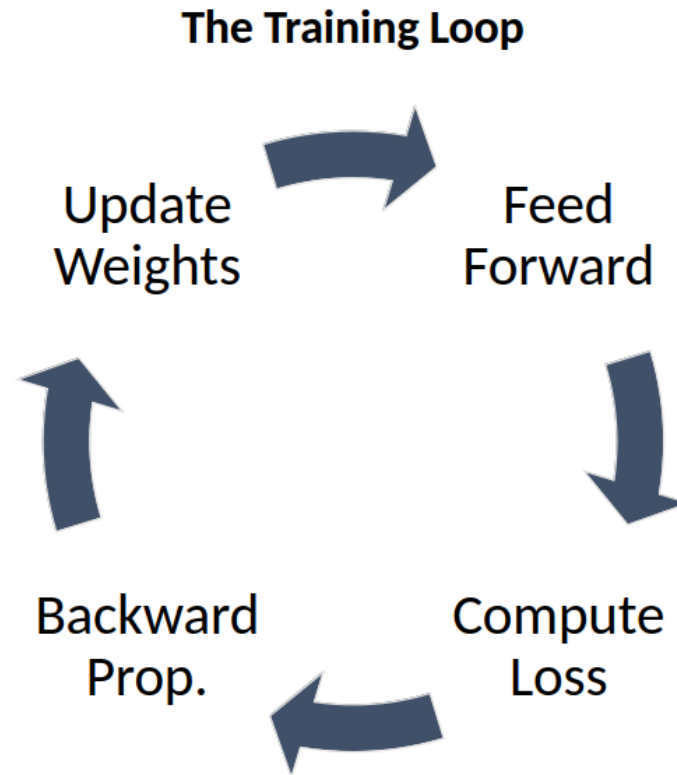 The Training Loop
Update
Weights
Feed
Forward
Backward
Prop.
Compute
Loss